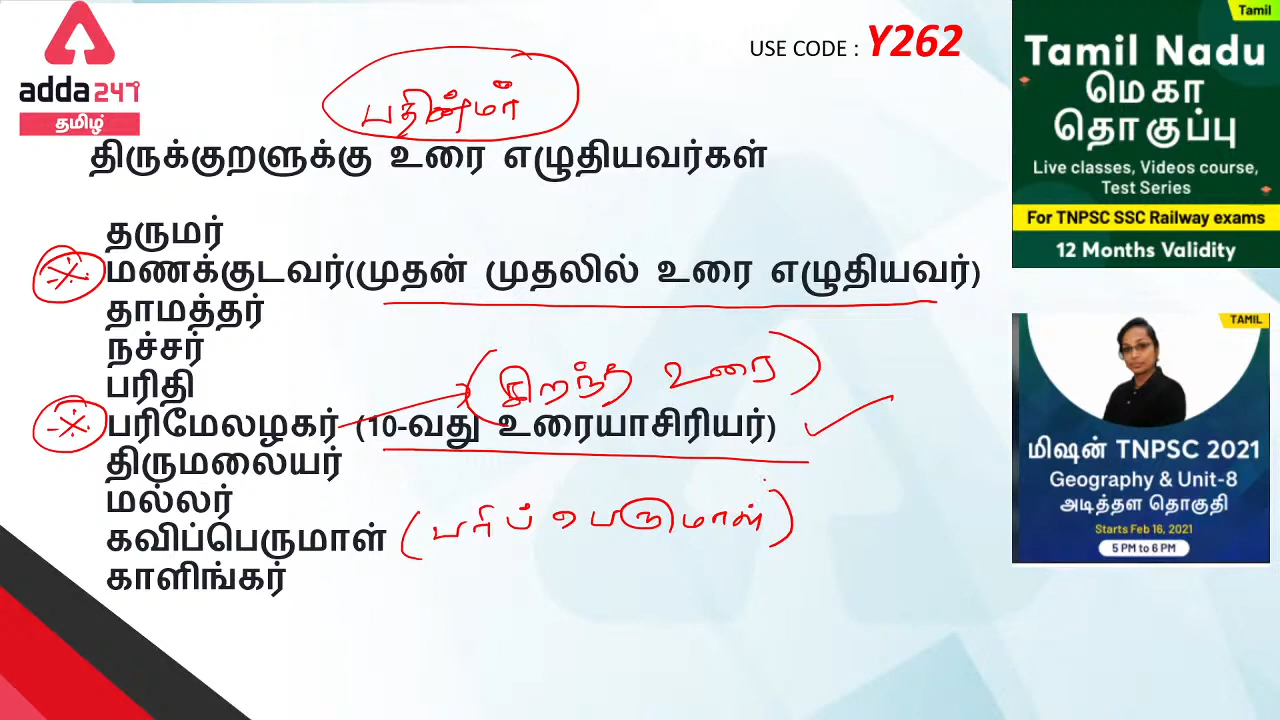 adda247
தமிழ்
USE CODE : Y262
பதின்மர்
திருக்குறளுக்கு உரை எழுதியவர்கள்
தருமர்
மணக்குடவர்(முதன் முதலில் உரை எழுதியவர்)
தாமத்தர்
நச்சர்
(சிறந்த உரை)
பரிதி
பரிமேலழகர் (10-வது உரையாசிரியர்)
திருமலையர்
மல்லர்
கவிப்பெருமாள் (பரிப்பெருமாள்)
காளிங்கர்
Tamil
Tamil Nadu
மெகா
தொகுப்பு
Live classes, Videos course,
Test Series
For TNPSC SSC Railway exams
12 Months Validity
TAMIL
மிஷன் TNPSC 2021
Geography & Unit-8
அடித்தள தொகுதி
Starts Feb 16, 2021
5 PM to 6 PM